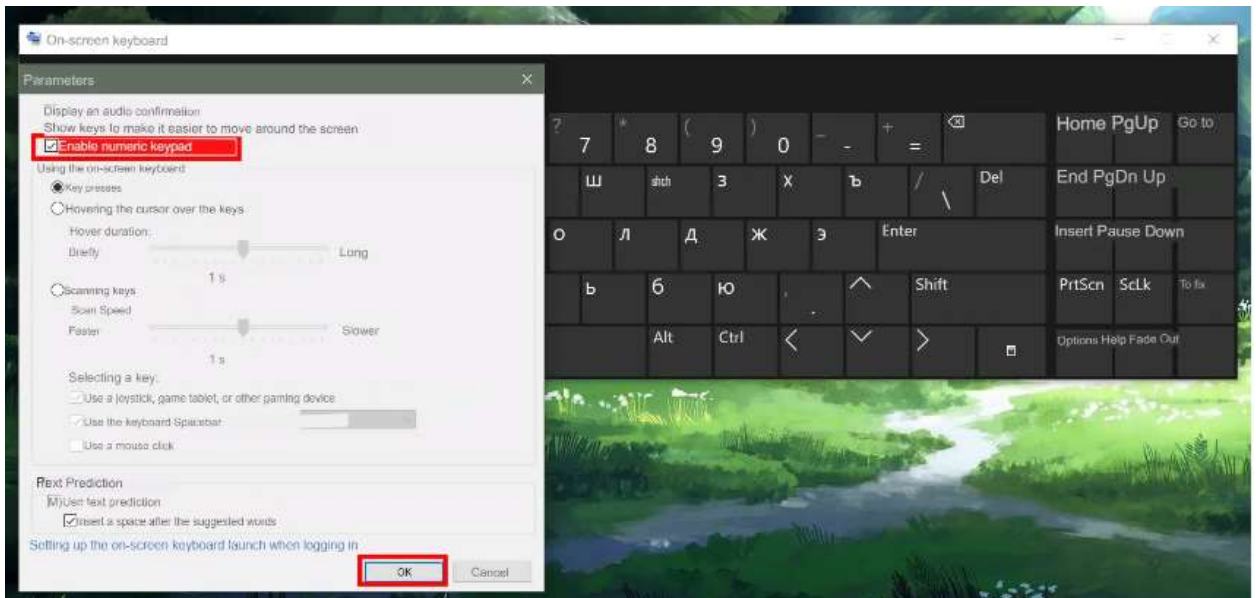 On-screen keyboard
Parameters
Display an audio confirmation
Show keys to make it easier to move around the screen
Enable numeric keypad
Using the on-screen keyboard
Key presses
Hovering the cursor over the keys
Hover duration:
Briefly Long
1 s
Scanning keys
Scan Speed
Faster Slower
1 s
Selecting a key:
Use a joystick, game tablet, or other gaming device
Use the keyboard Spacebar
Use a mouse click
Rext Prediction
M)Use text prediction
Insert a space after the suggested words
Setting up the on-screen keyboard launch when logging in
OK Cancel
? 7 * 8 ( 9 ) 0 _ - + = Home PgUp Go to
Ш shch З Х Ъ / \ Del End PgDn Up
О Л Д Ж Э Enter Insert Pause Down
Ь б Ю , . Shift PrtScn ScLk To fix
Alt Ctrl Options Help Fade Out